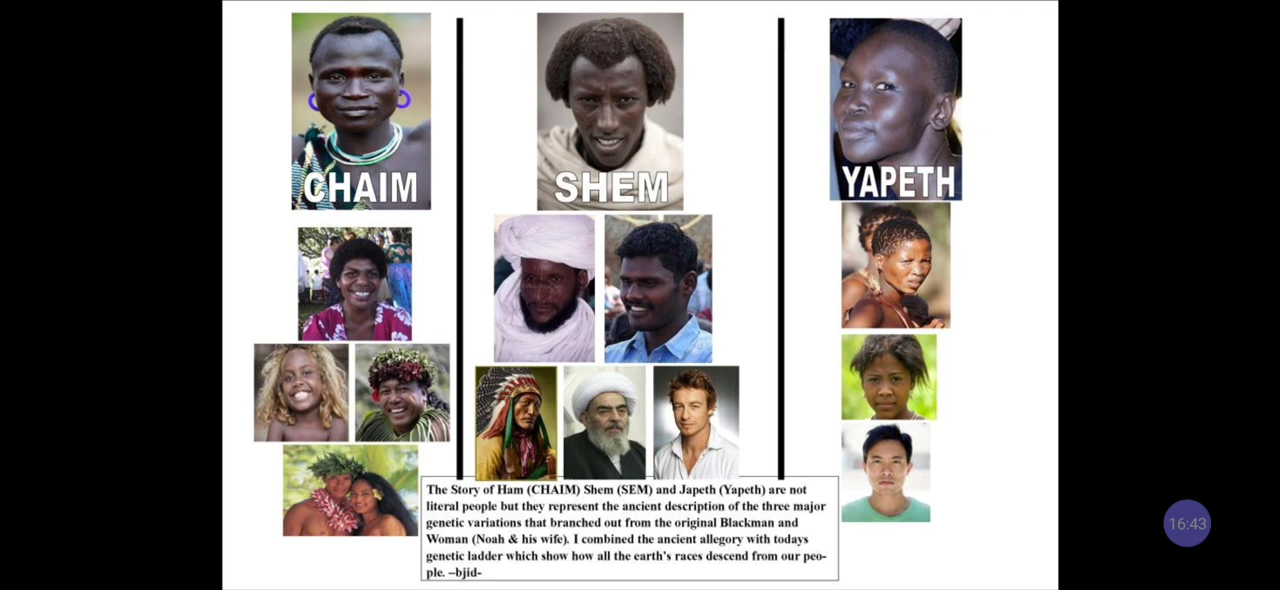 CHAIM
SHEM
YAPETH
The Story of Ham (CHAIM) Shem (SEM) and Japeth (Yapeth) are not
literal people but they represent the ancient description of the three major
genetic variations that branched out from the original Blackman and
Woman (Noah & his wife). I combined the ancient allegory with todays
genetic ladder which show how all the earth's races descend from our peo-
ple. –bjid-
16:43